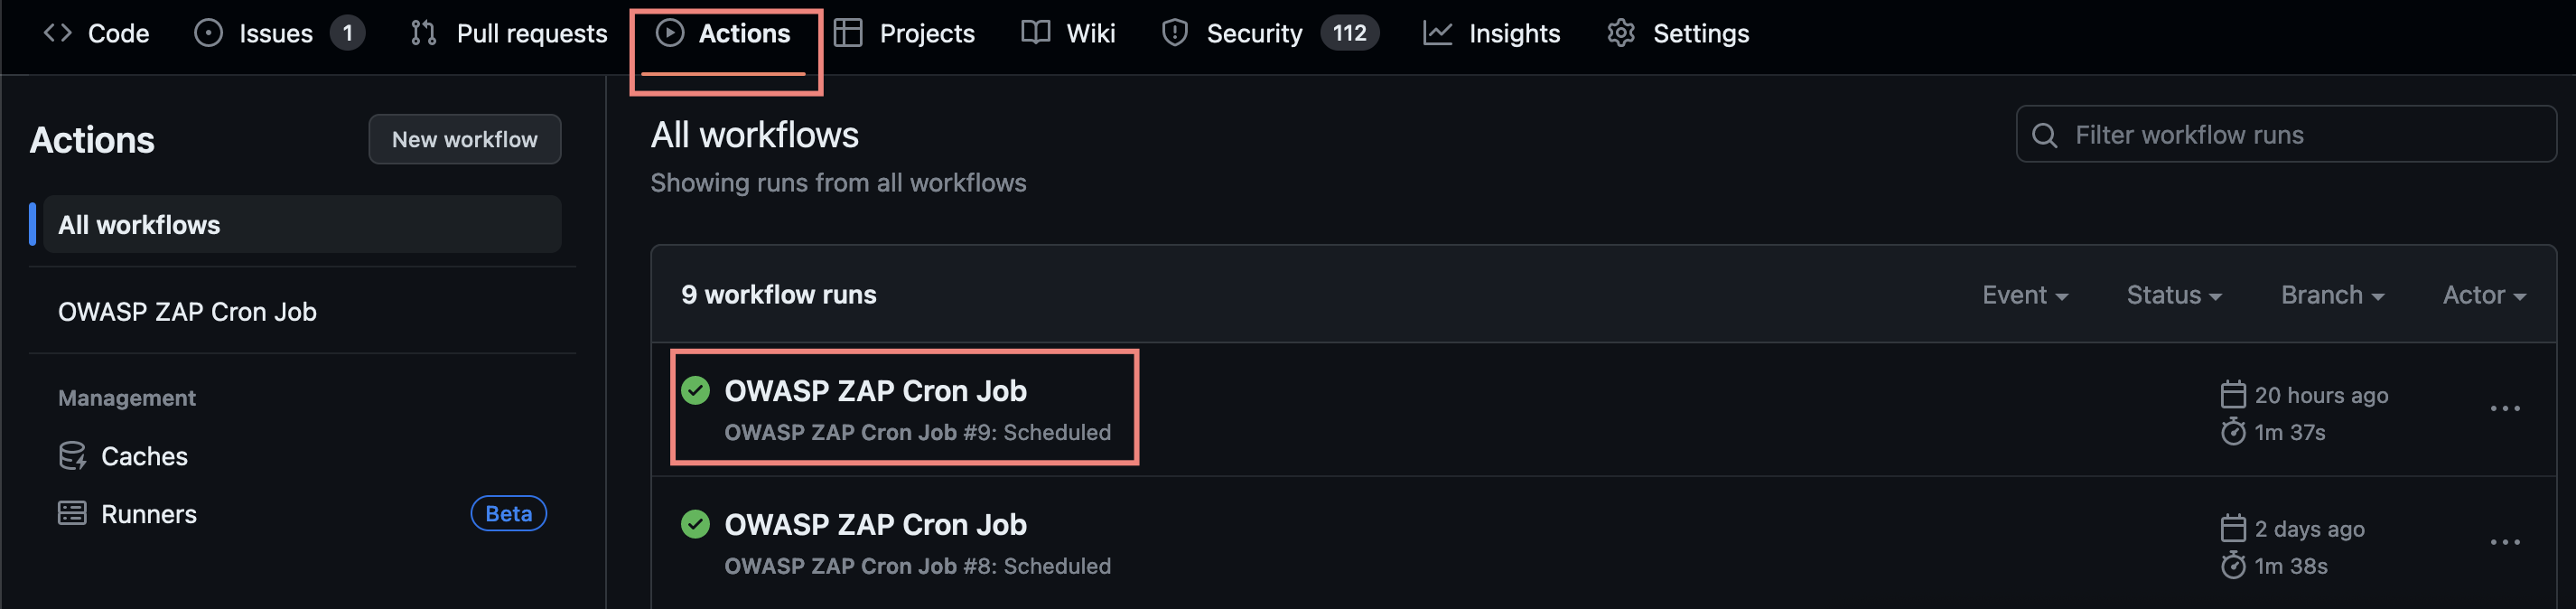 Code Issues 1 Pull requests Actions Projects Wiki Security 112 Insights Settings
Actions New workflow
All workflows
OWASP ZAP Cron Job
Management
Caches
Runners Beta
All workflows
Showing runs from all workflows
Filter workflow runs
9 workflow runs Event Status Branch Actor
OWASP ZAP Cron Job
OWASP ZAP Cron Job #9: Scheduled
20 hours ago
1m 37s
OWASP ZAP Cron Job
OWASP ZAP Cron Job #8: Scheduled
2 days ago
1m 38s